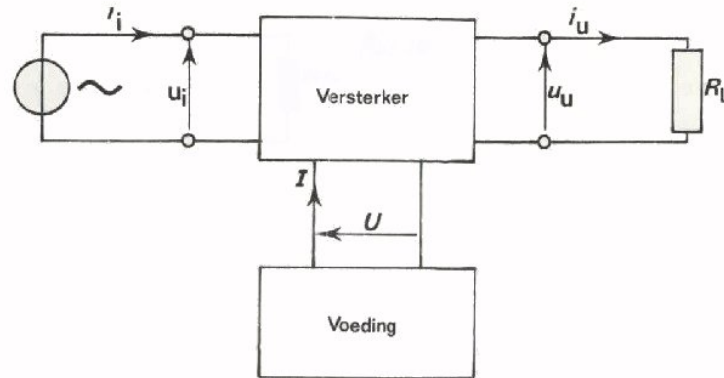 i_i
i_u
u_i
Versterker
u_u
R_L
I
U
Voeding